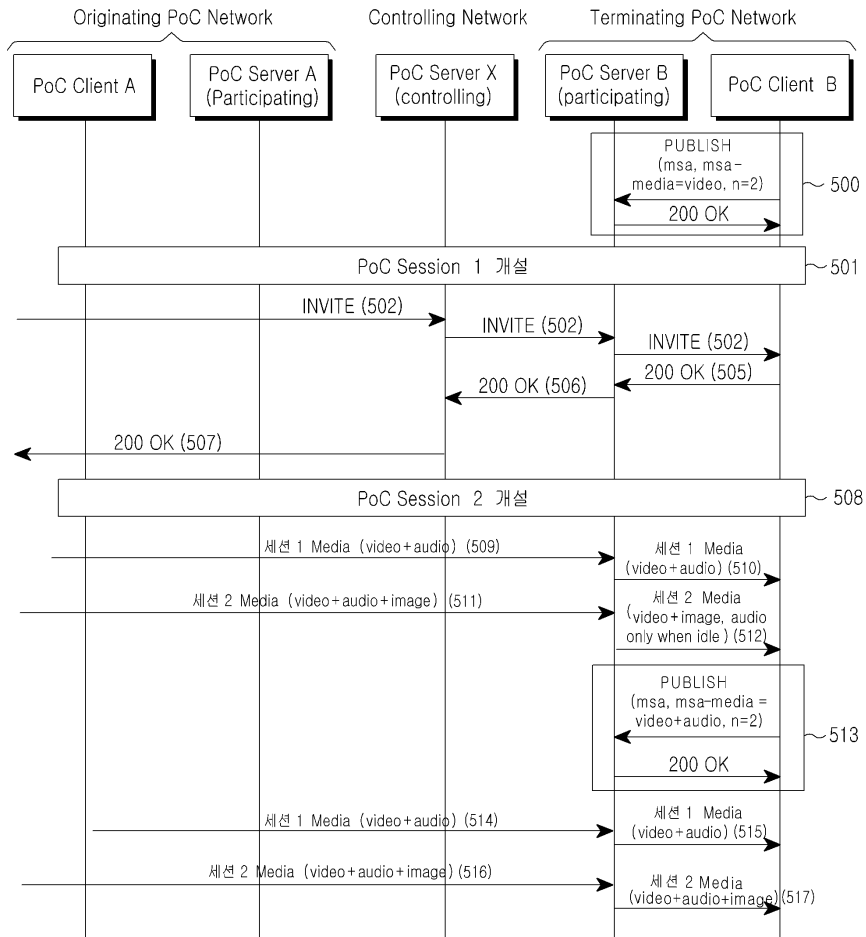 Originating PoC Network
Controlling Network
Terminating PoC Network
PoC Client A
PoC Server A
(Participating)
PoC Server X
(controlling)
PoC Server B
(participating)
PoC Client B
PUBLISH
(msa, msa-
media=video, n=2)
200 OK
500
PoC Session 1 개설
501
INVITE (502)
INVITE (502)
INVITE (502)
200 OK (505)
200 OK (506)
200 OK (507)
PoC Session 2 개설
508
세션 1 Media (video+audio) (509)
세션 1 Media
(video+audio) (510)
세션 2 Media (video+audio+image) (511)
세션 2 Media
(video+image, audio
only when idle) (512)
PUBLISH
(msa, msa-media =
video+audio, n=2)
200 OK
513
세션 1 Media (video+audio) (514)
세션 1 Media
(video+audio) (515)
세션 2 Media (video+audio+image) (516)
세션 2 Media
(video+audio+image) (517)